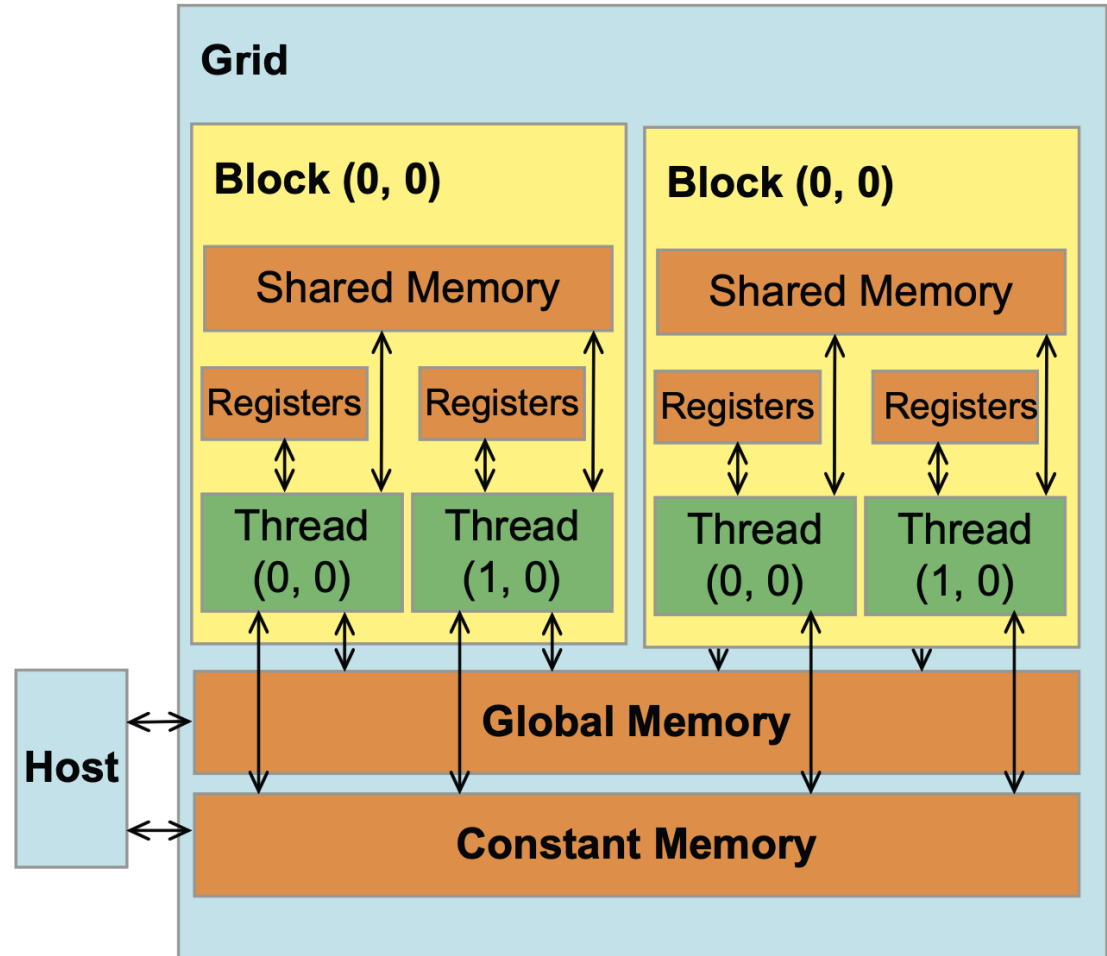 Grid
Block (0, 0)
Shared Memory
Registers
Registers
Thread
(0, 0)
Thread
(1, 0)
Block (0, 0)
Shared Memory
Registers
Registers
Thread
(0, 0)
Thread
(1, 0)
Host
Global Memory
Constant Memory